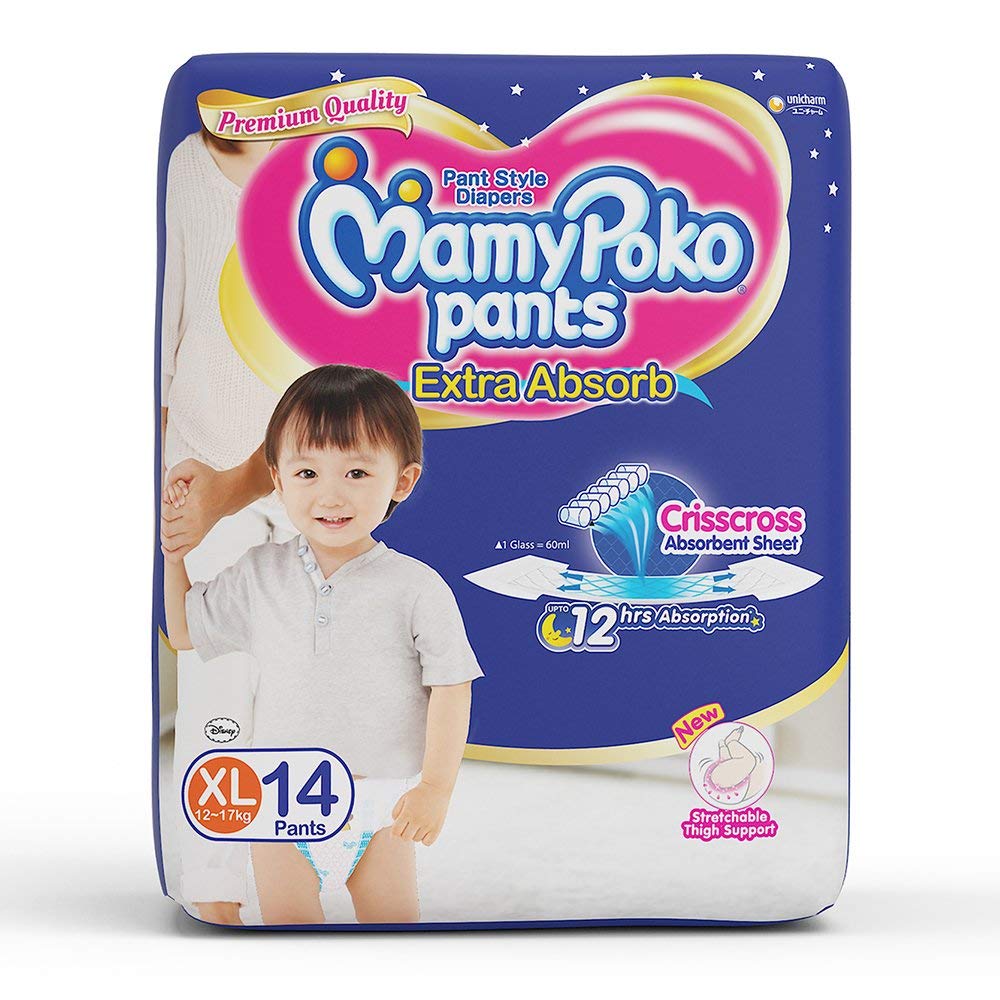 Premium Quality
unicharm
ユニ・チャーム
Pant Style
Diapers
MamyPoko
®
pants
Extra Absorb
Crisscross
Absorbent Sheet
▲1 Glass = 60ml
UPTO
12 hrs Absorption
New
Stretchable
Thigh Support
Disney
XL
12~17kg
14
Pants